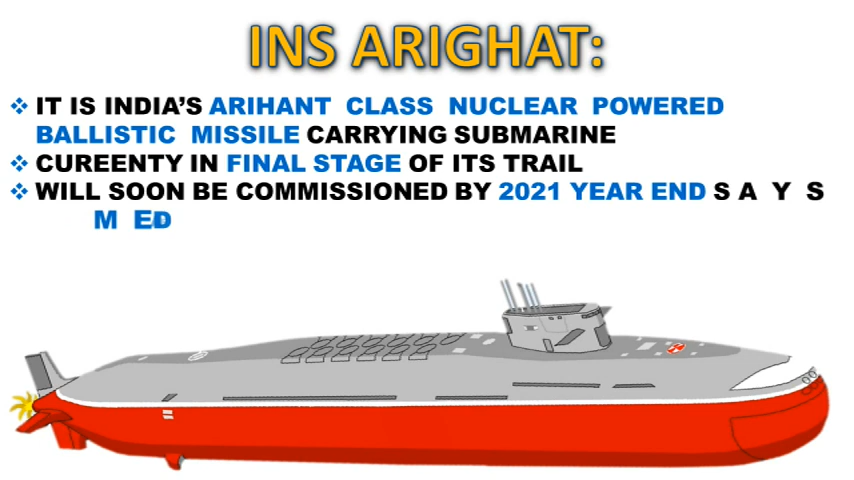 INS ARIGHAT:
❖ IT IS INDIA’S ARIHANT CLASS NUCLEAR POWERED
BALLISTIC MISSILE CARRYING SUBMARINE
❖ CUREENTY IN FINAL STAGE OF ITS TRAIL
❖ WILL SOON BE COMMISSIONED BY 2021 YEAR END S A Y S
M ED